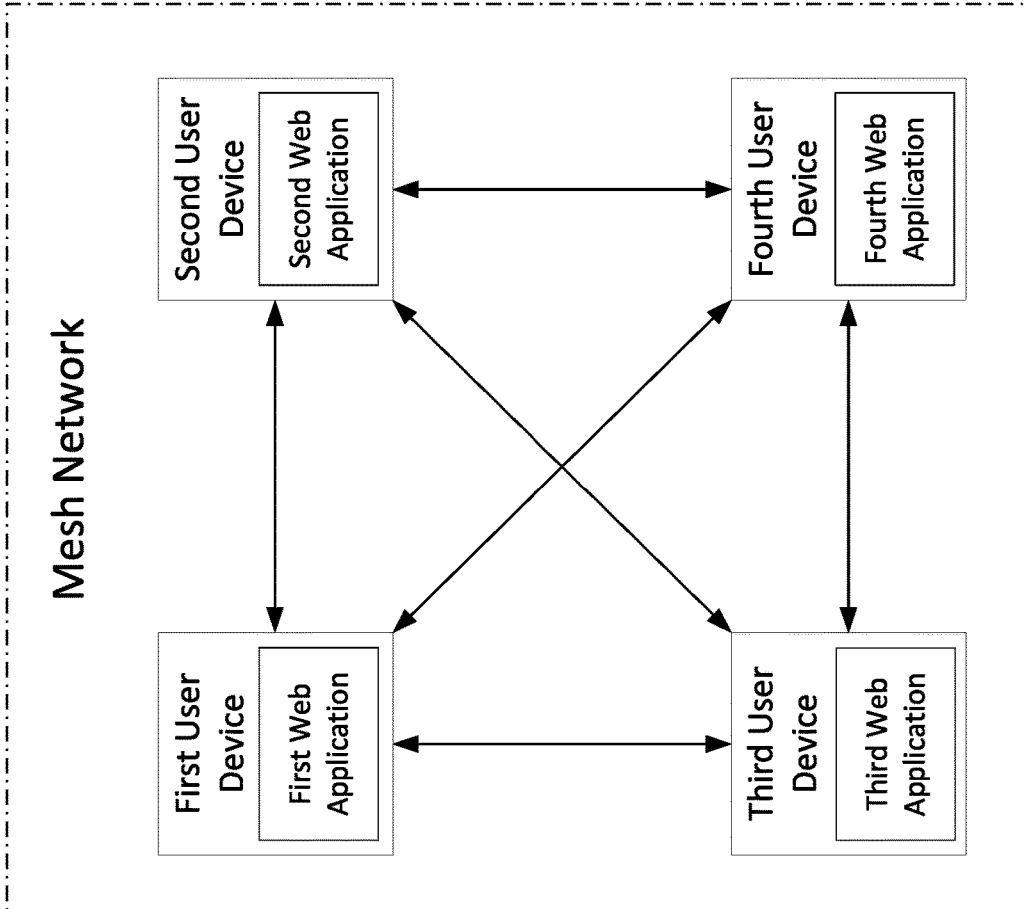 Mesh Network
First User
Device
First Web
Application
Second User
Device
Second Web
Application
Third User
Device
Third Web
Application
Fourth User
Device
Fourth Web
Application